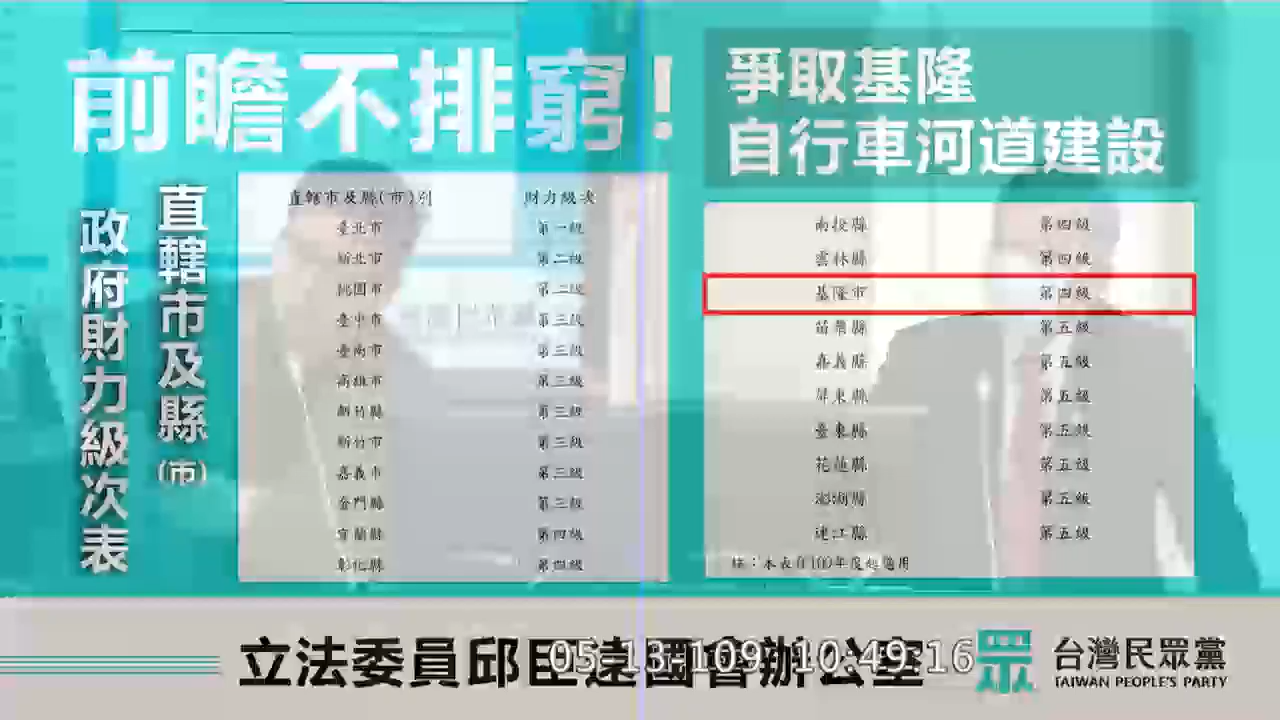 前瞻不排窮!
爭取基隆
自行車河道建設
直轄市及縣(市)
政府財力級次表
直轄市及縣(市)別 財力級次
臺北市 第一級
新北市 第二級
桃園市 第二級
臺中市 第三級
臺南市 第三級
高雄市 第三級
新竹縣 第三級
新竹市 第三級
嘉義市 第三級
金門縣 第三級
宜蘭縣 第四級
彰化縣 第四級
南投縣 第四級
雲林縣 第四級
基隆市 第四級
苗栗縣 第五級
嘉義縣 第五級
屏東縣 第五級
臺東縣 第五級
花蓮縣 第五級
澎湖縣 第五級
連江縣 第五級
註:本表自109年度起適用
立法委員邱臣遠國會辦公室
05 13 109 10:49:16
眾 台灣民眾黨
TAIWAN PEOPLE'S PARTY